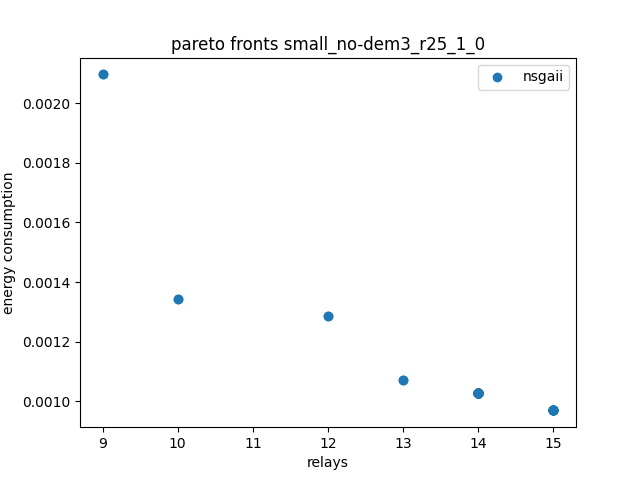 pareto fronts small_no-dem3_r25_1_0
nsgaii
energy consumption
0.0020
0.0018
0.0016
0.0014
0.0012
0.0010
9 10 11 12 13 14 15
relays